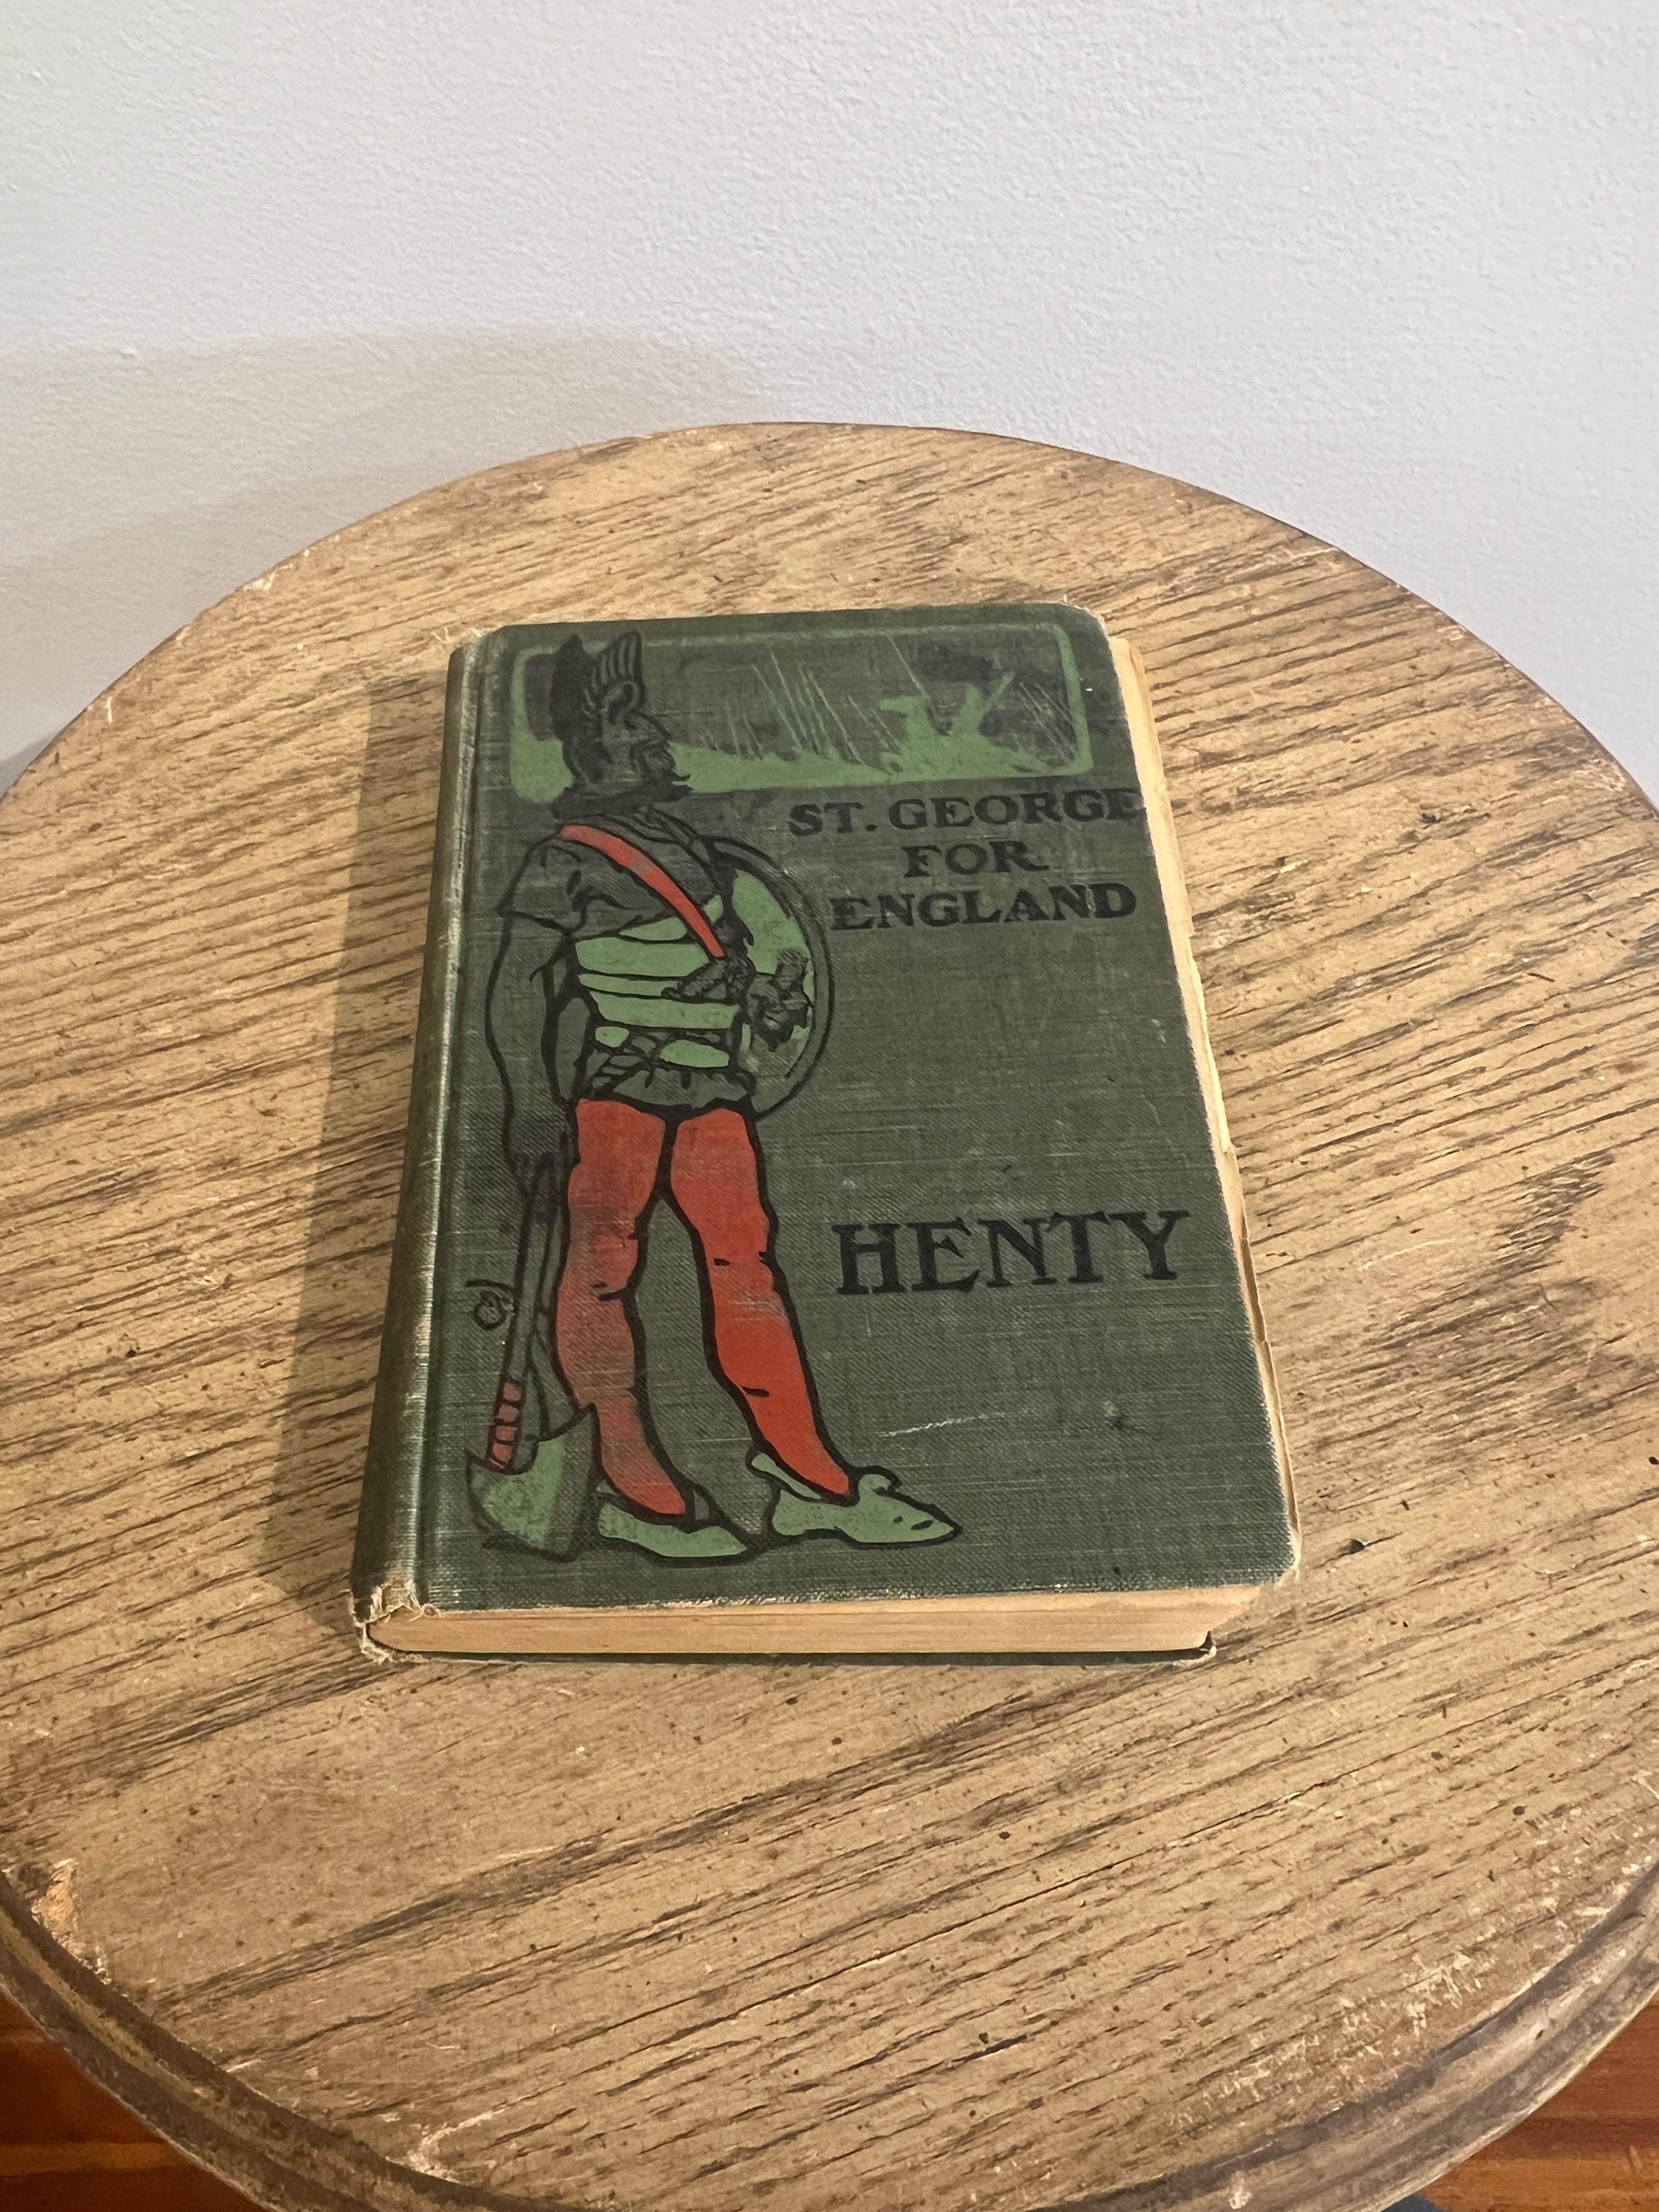 ST. GEORGE
FOR
ENGLAND
HENTY